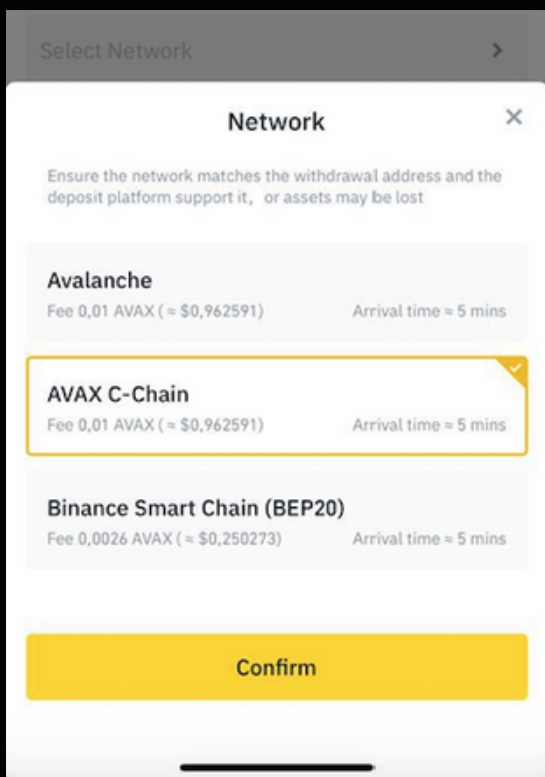 Select Network
Network
Ensure the network matches the withdrawal address and the
deposit platform support it, or assets may be lost
Avalanche
Fee 0,01 AVAX ( ≈ $0,962591)
Arrival time ≈ 5 mins
AVAX C-Chain
Fee 0,01 AVAX ( ≈ $0,962591)
Arrival time ≈ 5 mins
Binance Smart Chain (BEP20)
Fee 0,0026 AVAX ( ≈ $0,250273)
Arrival time ≈ 5 mins
Confirm